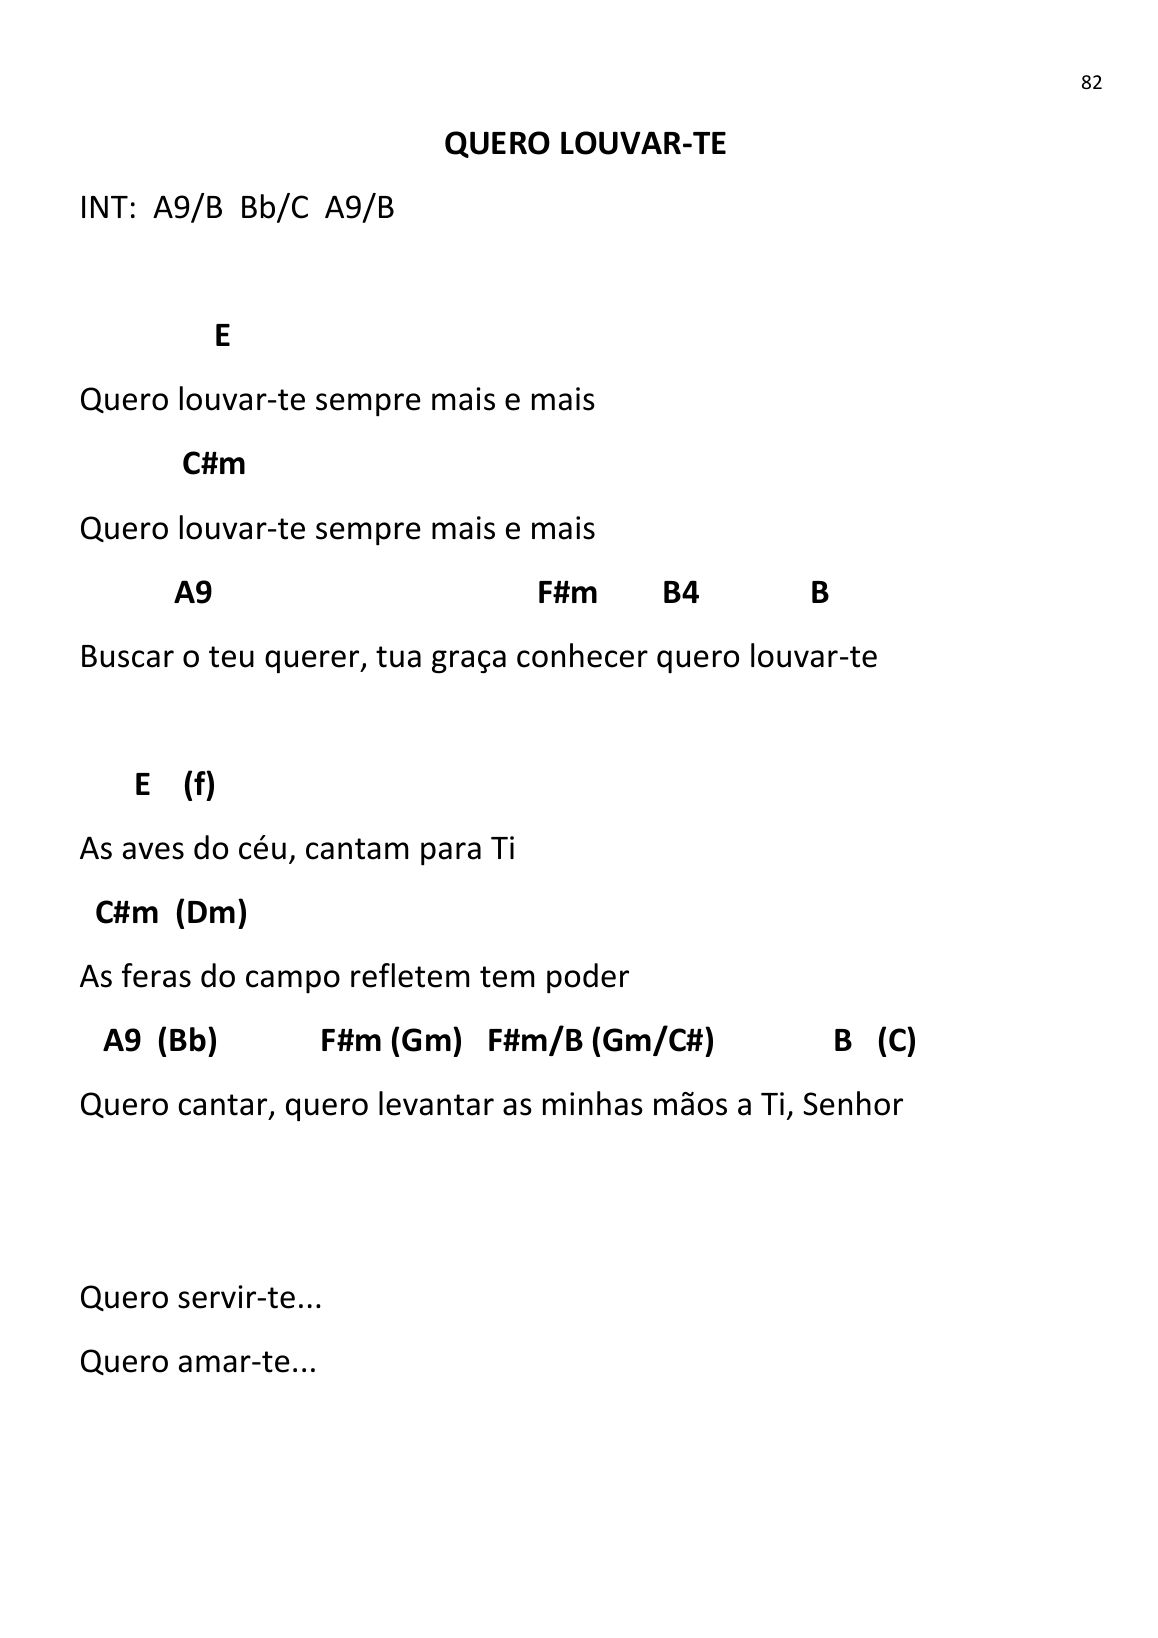 82
QUERO LOUVAR-TE
INT:  A9/B  Bb/C  A9/B
E
Quero louvar-te sempre mais e mais
C#m
Quero louvar-te sempre mais e mais
A9 F#m B4 B
Buscar o teu querer, tua graça conhecer quero louvar-te
E (f)
As aves do céu, cantam para Ti
C#m (Dm)
As feras do campo refletem tem poder
A9 (Bb) F#m (Gm) F#m/B (Gm/C#) B (C)
Quero cantar, quero levantar as minhas mãos a Ti, Senhor
Quero servir-te...
Quero amar-te...